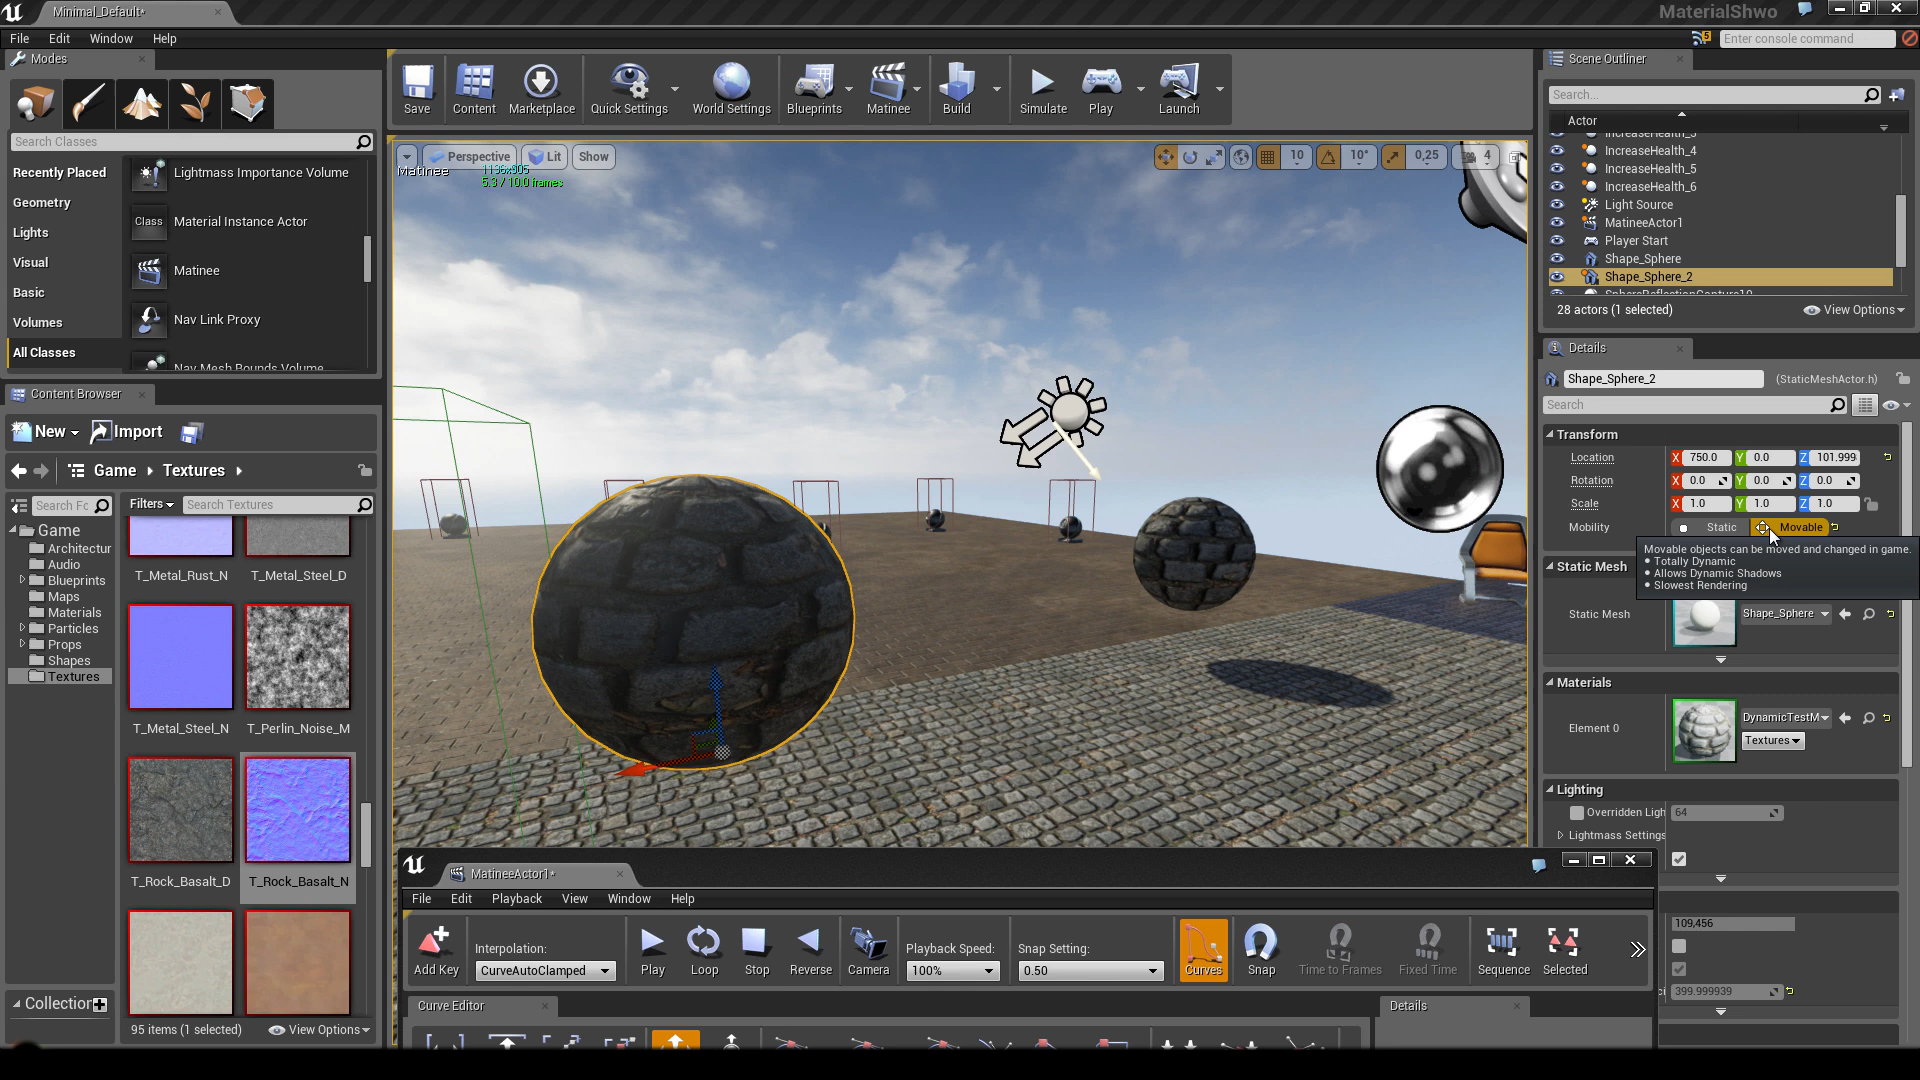 Minimal_Default*
MaterialShwo
File Edit Window Help
Enter console command
Modes
Search Classes
Recently Placed
Geometry
Lights
Visual
Basic
Volumes
All Classes
Lightmass Importance Volume
Class
Material Instance Actor
Matinee
Nav Link Proxy
Nav Mesh Bounds Volume
Content Browser
New Import
Game Textures
Search Fc
Filters
Search Textures
Game
Architectur
Audio
Blueprints
Maps
Materials
Particles
Props
Shapes
Textures
T_Metal_Rust_N T_Metal_Steel_D
T_Metal_Steel_N T_Perlin_Noise_M
T_Rock_Basalt_D T_Rock_Basalt_N
Collection
95 items (1 selected) View Options
Save Content Marketplace Quick Settings World Settings Blueprints Matinee Build Simulate Play Launch
Perspective Lit Show
10 10° 0,25 4
Matinee
1136x805
5.3 / 10.0 frames
Scene Outliner
Search...
Actor
IncreaseHealth_3
IncreaseHealth_4
IncreaseHealth_5
IncreaseHealth_6
Light Source
MatineeActor1
Player Start
Shape_Sphere
Shape_Sphere_2
SphereReflectionCapture10
28 actors (1 selected) View Options
Details
Shape_Sphere_2 (StaticMeshActor.h)
Search
Transform
Location X 750.0 Y 0.0 Z 101.999
Rotation X 0.0 Y 0.0 Z 0.0
Scale X 1.0 Y 1.0 Z 1.0
Mobility Static Movable
Movable objects can be moved and changed in game.
• Totally Dynamic
• Allows Dynamic Shadows
• Slowest Rendering
Static Mesh
Static Mesh Shape_Sphere
Materials
Element 0 DynamicTestM
Textures
Lighting
Overridden Ligh 64
Lightmass Settings
109,456
399.999939
MatineeActor1*
File Edit Playback View Window Help
Add Key
Interpolation:
CurveAutoClamped
Play Loop Stop Reverse Camera
Playback Speed:
100%
Snap Setting:
0.50
Curves Snap Time to Frames Fixed Time Sequence Selected
Curve Editor
Details